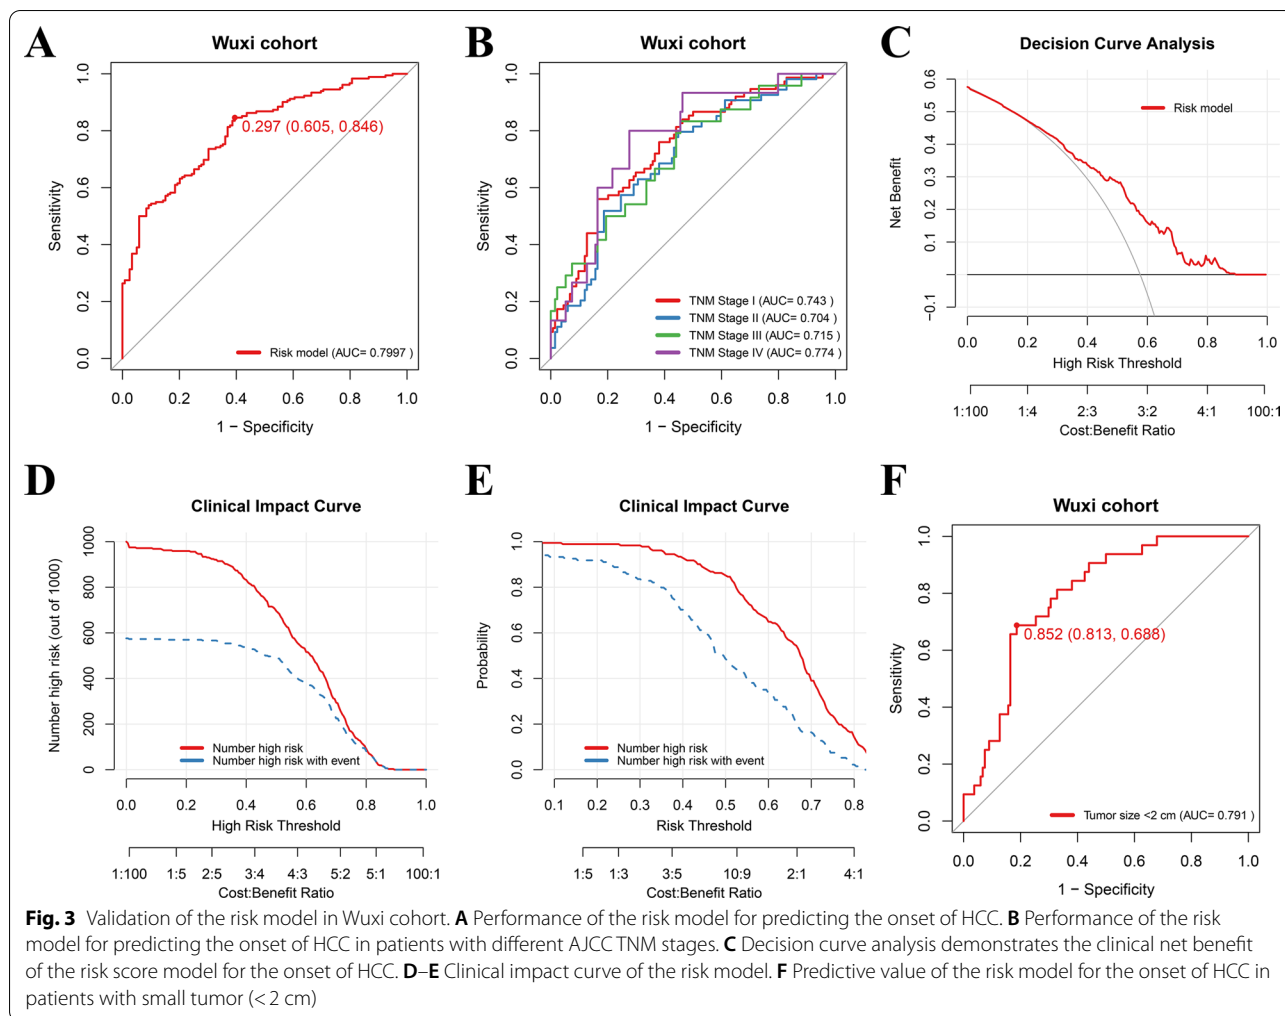 A
Wuxi cohort
Sensitivity
1.0
0.8
0.6
0.4
0.2
0.0
0.297 (0.605, 0.846)
Risk model (AUC= 0.7997 )
0.0 0.2 0.4 0.6 0.8 1.0
1 − Specificity
B
Wuxi cohort
Sensitivity
1.0
0.8
0.6
0.4
0.2
0.0
TNM Stage I (AUC= 0.743 )
TNM Stage II (AUC= 0.704 )
TNM Stage III (AUC= 0.715 )
TNM Stage IV (AUC= 0.774 )
0.0 0.2 0.4 0.6 0.8 1.0
1 − Specificity
C
Decision Curve Analysis
Net Benefit
0.6
0.5
0.4
0.3
0.2
0.1
−0.1
Risk model
0.0 0.2 0.4 0.6 0.8 1.0
High Risk Threshold
1:100 1:4 2:3 3:2 4:1 100:1
Cost:Benefit Ratio
D
Clinical Impact Curve
Number high risk (out of 1000)
1000
800
600
400
200
0
Number high risk
Number high risk with event
0.0 0.2 0.4 0.6 0.8 1.0
High Risk Threshold
1:100 1:5 2:5 3:4 4:3 5:2 5:1 100:1
Cost:Benefit Ratio
E
Clinical Impact Curve
Probability
1.0
0.8
0.6
0.4
0.2
0.0
Number high risk
Number high risk with event
0.1 0.2 0.3 0.4 0.5 0.6 0.7 0.8
Risk Threshold
1:5 1:3 3:5 10:9 2:1 4:1
Cost:Benefit Ratio
F
Wuxi cohort
Sensitivity
1.0
0.8
0.6
0.4
0.2
0.0
0.852 (0.813, 0.688)
Tumor size <2 cm (AUC= 0.791 )
0.0 0.2 0.4 0.6 0.8 1.0
1 − Specificity
Fig. 3 Validation of the risk model in Wuxi cohort. A Performance of the risk model for predicting the onset of HCC. B Performance of the risk
model for predicting the onset of HCC in patients with different AJCC TNM stages. C Decision curve analysis demonstrates the clinical net benefit
of the risk score model for the onset of HCC. D–E Clinical impact curve of the risk model. F Predictive value of the risk model for the onset of HCC in
patients with small tumor (< 2 cm)